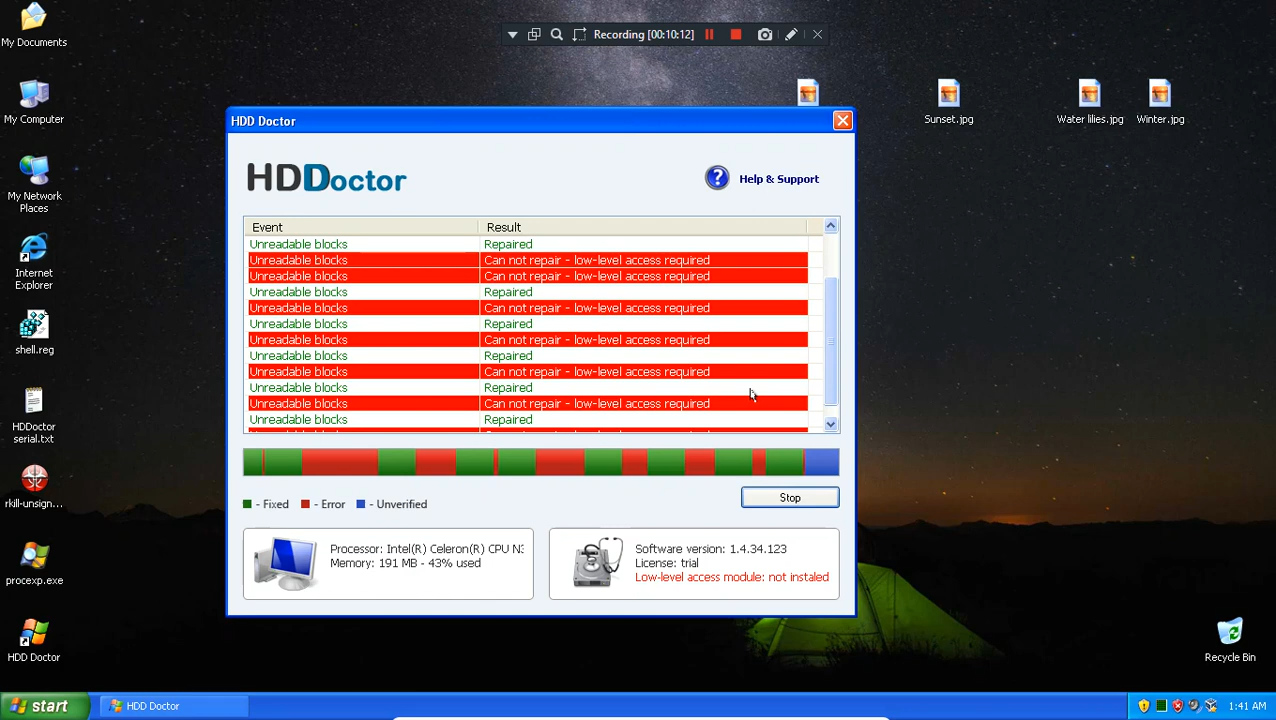 My Documents
Recording [00:10:12]
My Computer
Sunset.jpg
Water lilies.jpg
Winter.jpg
HDD Doctor
HDDoctor
? Help & Support
My Network
Places
Event Result
Unreadable blocks Repaired
Unreadable blocks Can not repair - low-level access required
Unreadable blocks Can not repair - low-level access required
Unreadable blocks Repaired
Unreadable blocks Can not repair - low-level access required
Unreadable blocks Repaired
Unreadable blocks Can not repair - low-level access required
Unreadable blocks Repaired
Unreadable blocks Can not repair - low-level access required
Unreadable blocks Repaired
Unreadable blocks Can not repair - low-level access required
Unreadable blocks Repaired
Internet
Explorer
shell.reg
HDDoctor
serial.txt
rkill-unsign...
- Fixed - Error - Unverified
Stop
Processor: Intel(R) Celeron(R) CPU N3
Memory: 191 MB - 43% used
Software version: 1.4.34.123
License: trial
Low-level access module: not instaled
procexp.exe
HDD Doctor
Recycle Bin
start
HDD Doctor
1:41 AM